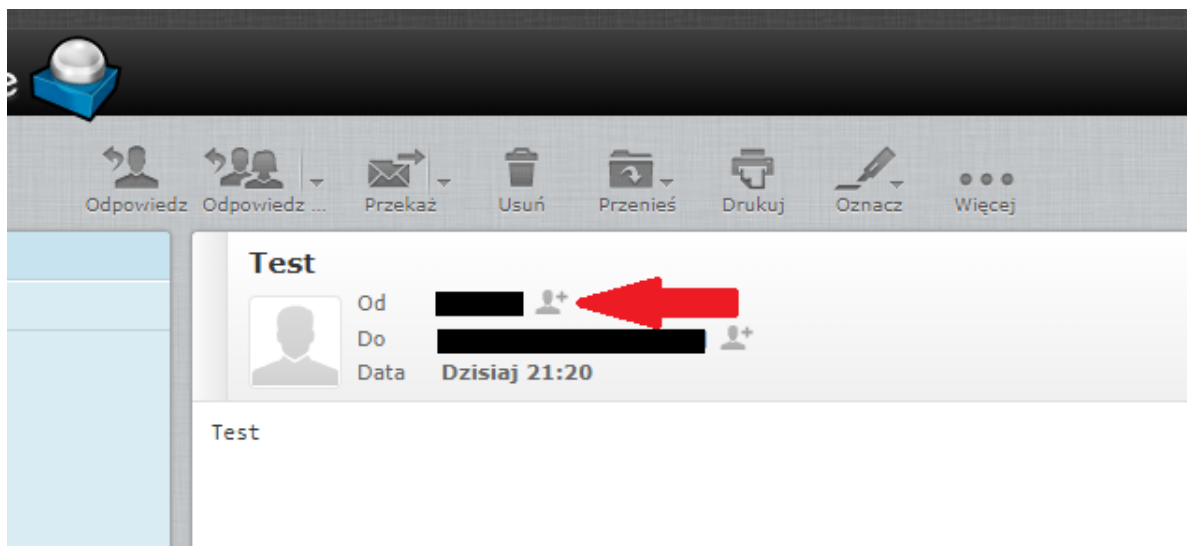 e
Odpowiedz Odpowiedz ... Przekaż Usuń Przenieś Drukuj Oznacz Więcej
Test
Od
Do
Data Dzisiaj 21:20
Test